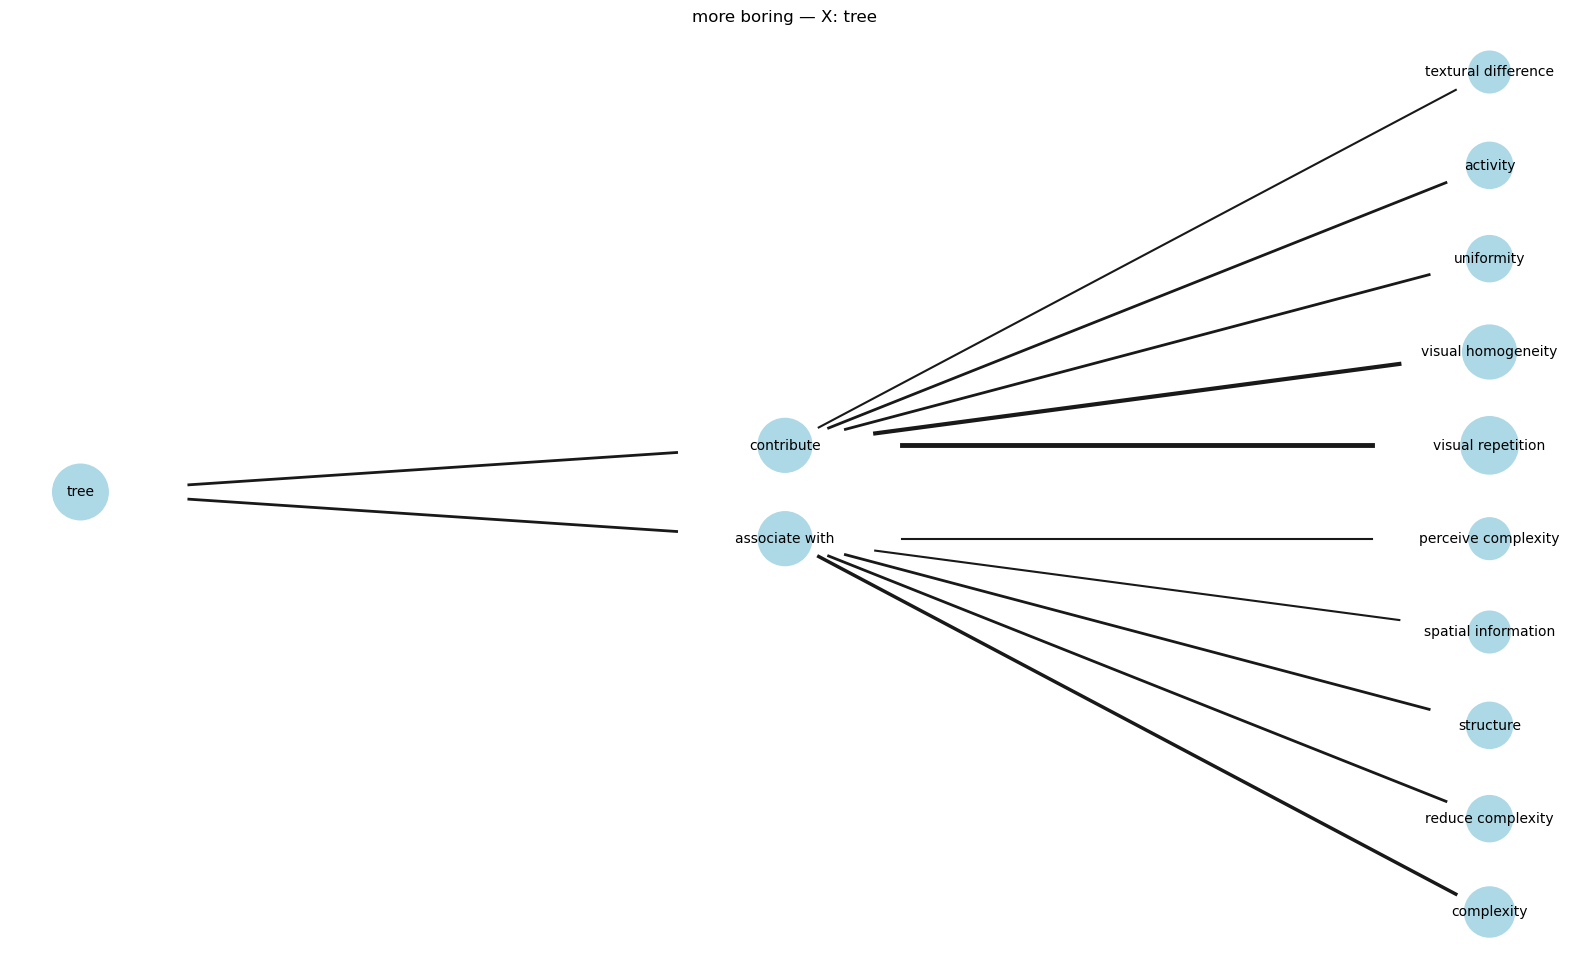 more boring — X: tree
textural difference
activity
uniformity
visual homogeneity
contribute
visual repetition
tree
associate with
perceive complexity
spatial information
structure
reduce complexity
complexity